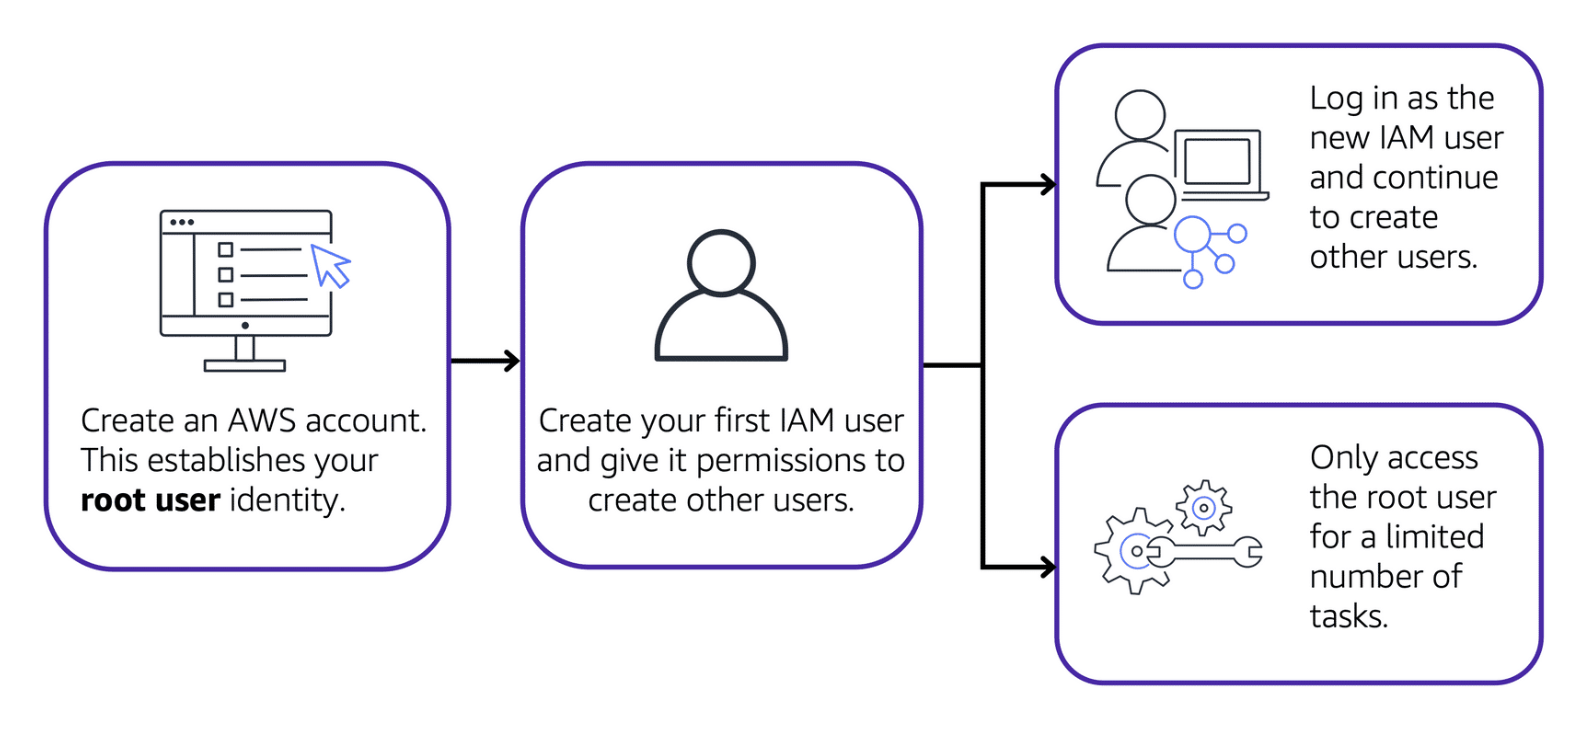 Create an AWS account.
This establishes your
root user identity.
Create your first IAM user
and give it permissions to
create other users.
Log in as the
new IAM user
and continue
to create
other users.
Only access
the root user
for a limited
number of
tasks.